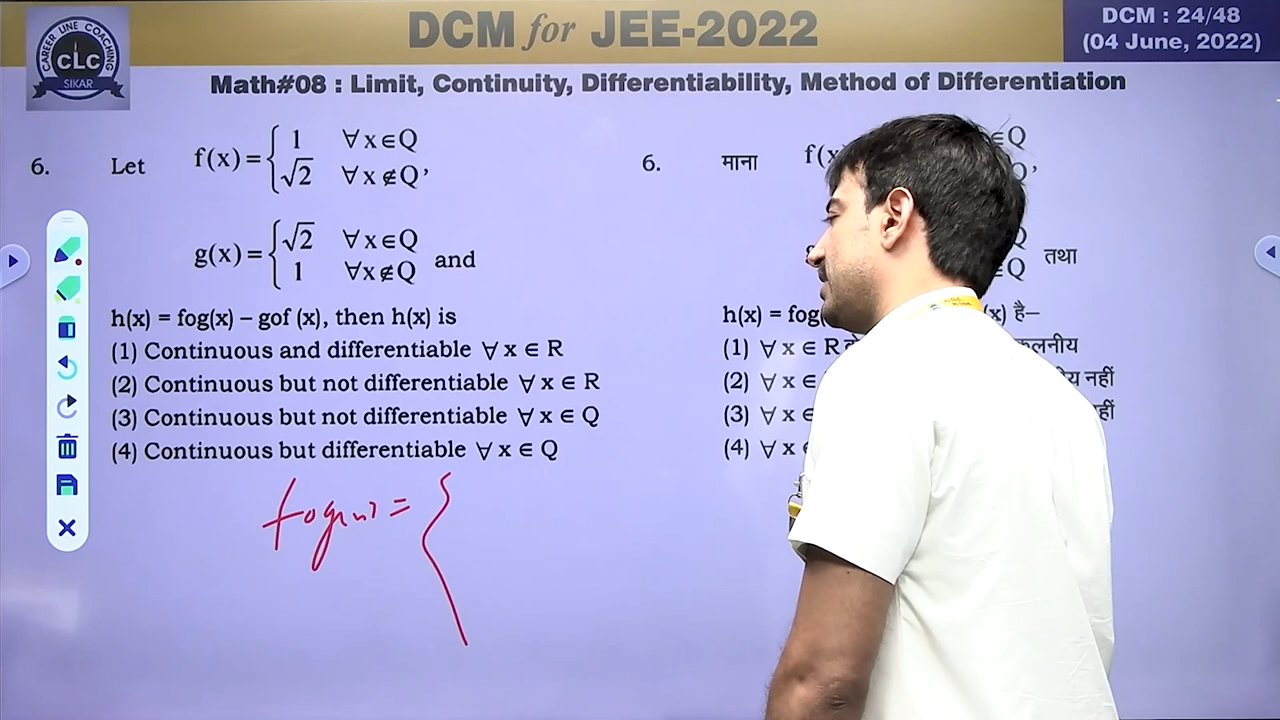 CAREER LINE COACHING
CLC
SIKAR
DCM for JEE-2022
DCM : 24/48
(04 June, 2022)
Math#08 : Limit, Continuity, Differentiability, Method of Differentiation
6. Let f(x) = { 1 ∀ x ∈ Q
√2 ∀ x ∉ Q ,
g(x) = { √2 ∀ x ∈ Q
1 ∀ x ∉ Q and
h(x) = fog(x) – gof (x), then h(x) is
(1) Continuous and differentiable ∀ x ∈ R
(2) Continuous but not differentiable ∀ x ∈ R
(3) Continuous but not differentiable ∀ x ∈ Q
(4) Continuous but differentiable ∀ x ∈ Q
fog(x) = {
6. माना f(x
∈Q
तथा
h(x) = fog(
(x) है–
(1) ∀ x ∈ R
(2) ∀ x ∈
नहीं
(3) ∀ x ∈
(4) ∀ x